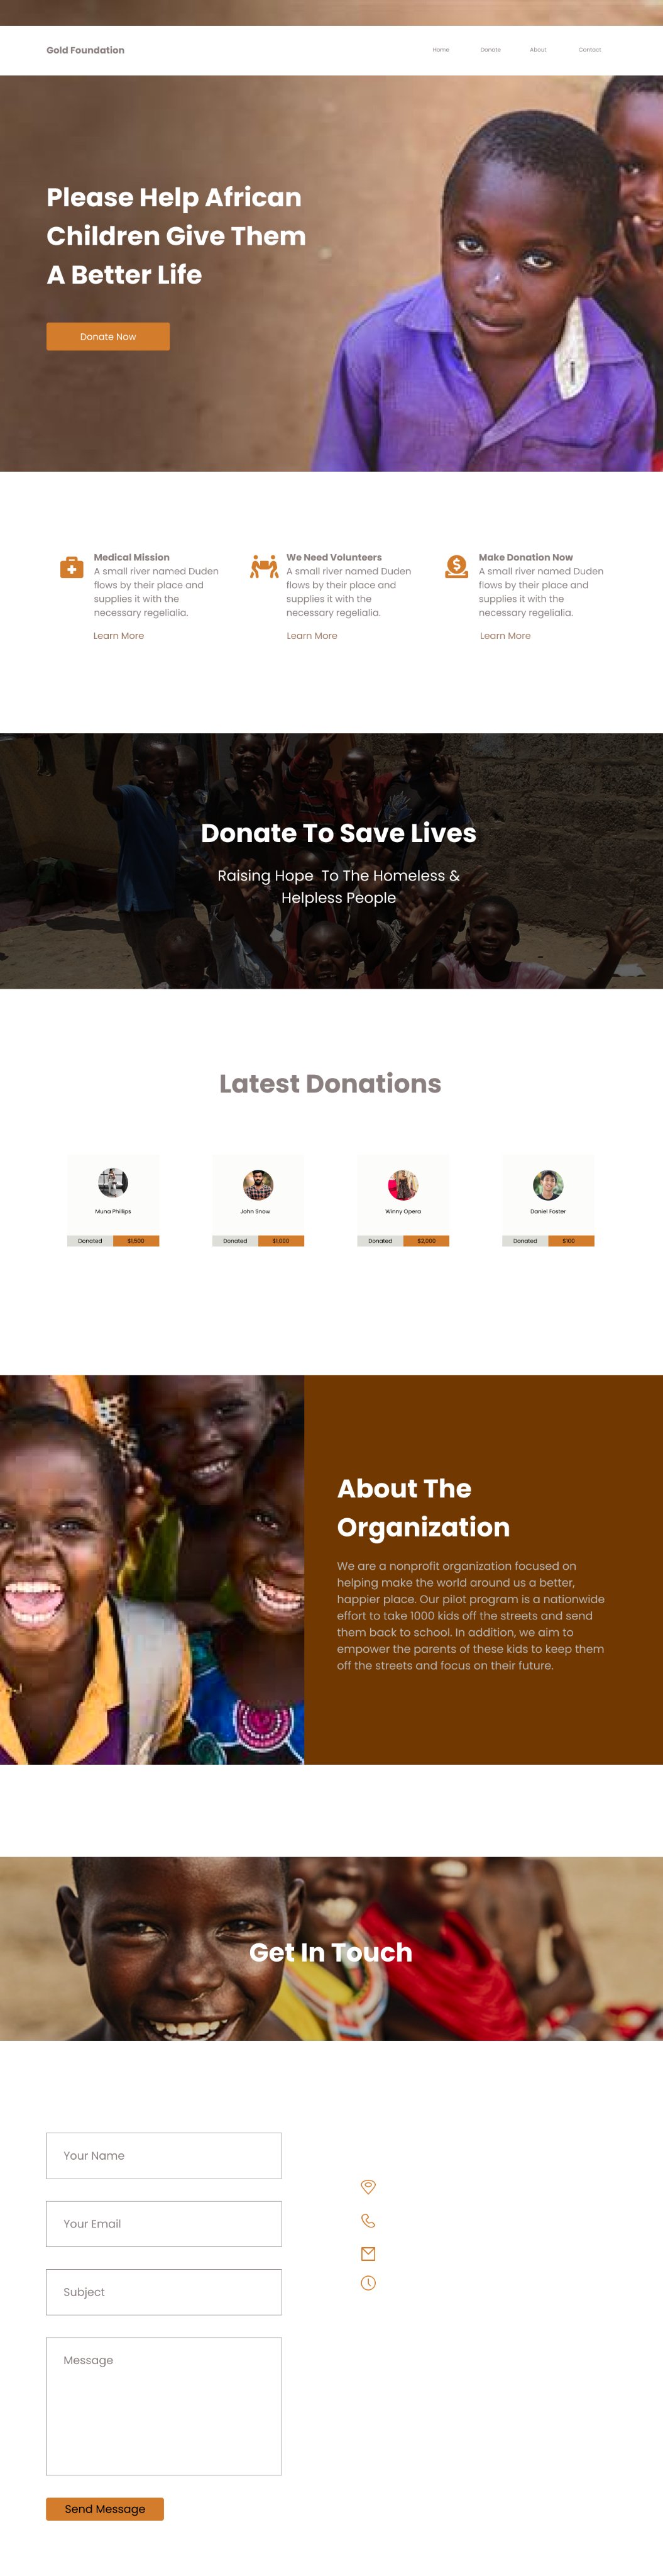 Gold Foundation
Home Donate About Contact
Please Help African
Children Give Them
A Better Life
Donate Now
Medical Mission
A small river named Duden
flows by their place and
supplies it with the
necessary regelialia.
Learn More
We Need Volunteers
A small river named Duden
flows by their place and
supplies it with the
necessary regelialia.
Learn More
Make Donation Now
A small river named Duden
flows by their place and
supplies it with the
necessary regelialia.
Learn More
Donate To Save Lives
Raising Hope To The Homeless &
Helpless People
Latest Donations
Muna Phillips
Donated $1,500
John Snow
Donated $1,000
Winny Opera
Donated $2,000
Daniel Foster
Donated $100
About The
Organization
We are a nonprofit organization focused on
helping make the world around us a better,
happier place. Our pilot program is a nationwide
effort to take 1000 kids off the streets and send
them back to school. In addition, we aim to
empower the parents of these kids to keep them
off the streets and focus on their future.
Get In Touch
Your Name
Your Email
Subject
Message
Send Message